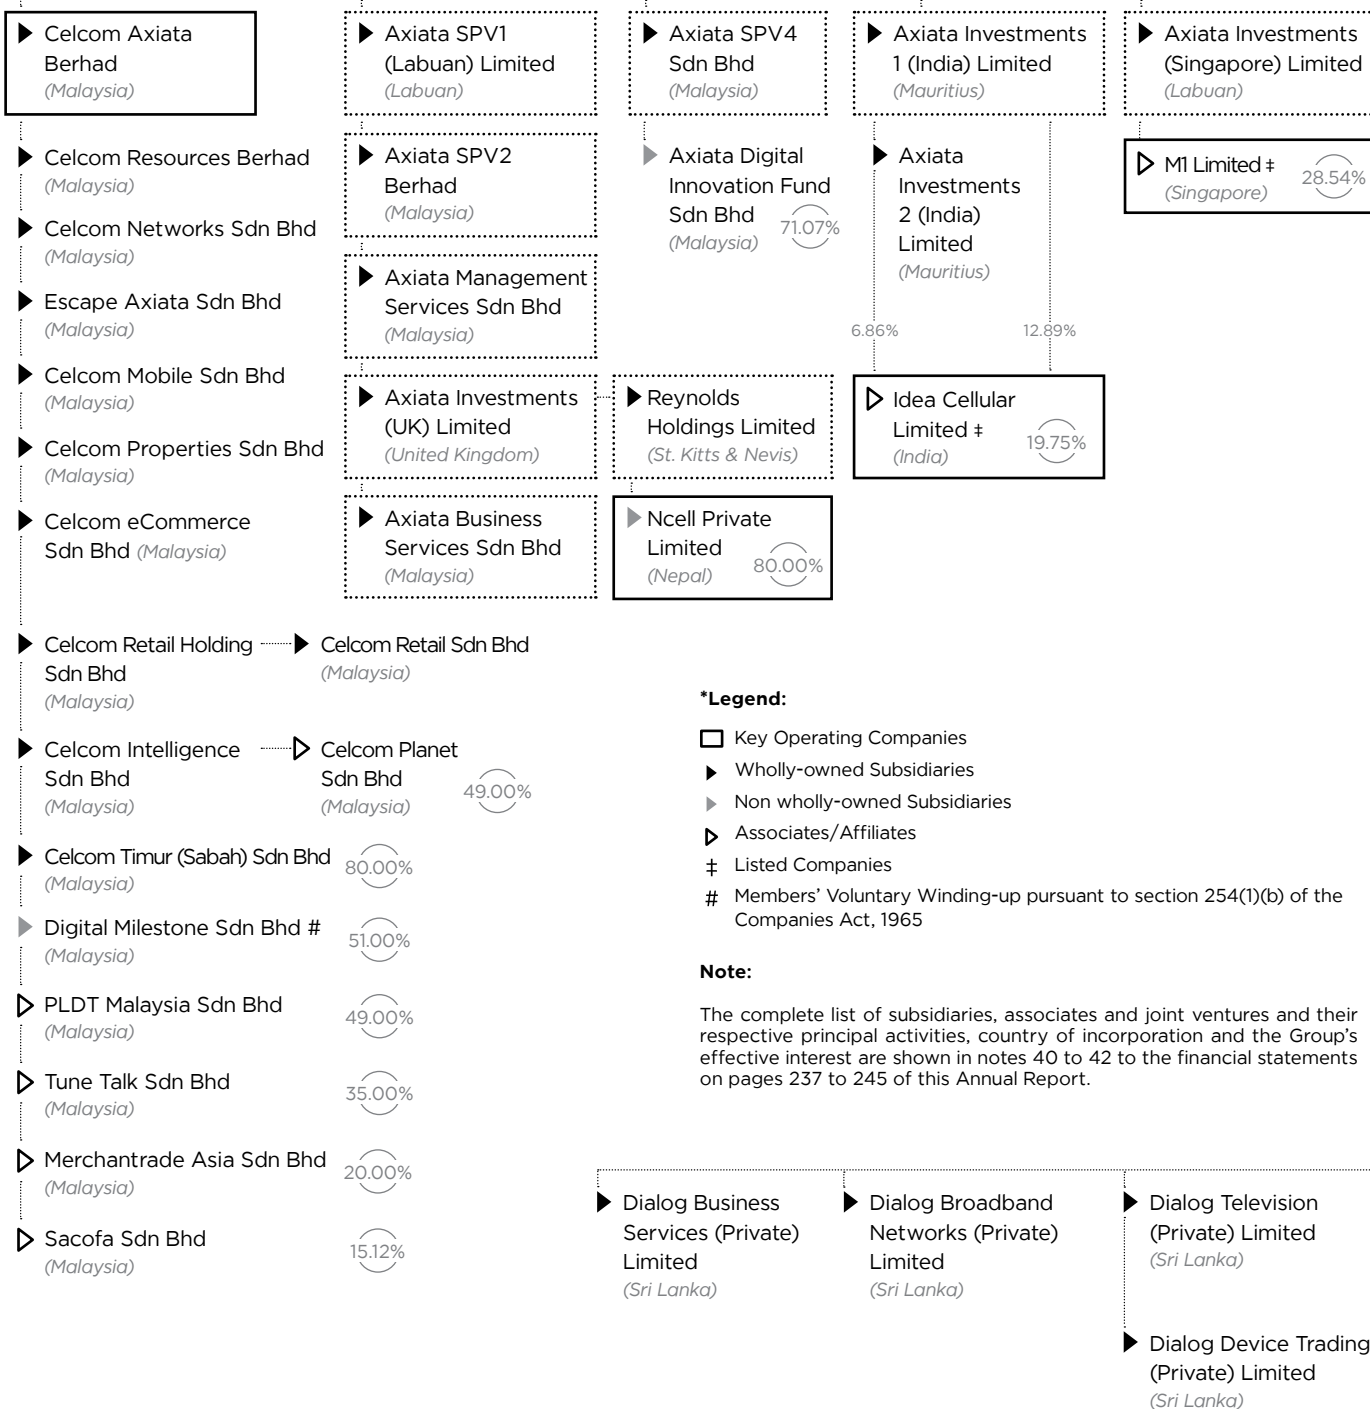 Celcom Axiata
Berhad
(Malaysia)
Celcom Resources Berhad
(Malaysia)
Celcom Networks Sdn Bhd
(Malaysia)
Escape Axiata Sdn Bhd
(Malaysia)
Celcom Mobile Sdn Bhd
(Malaysia)
Celcom Properties Sdn Bhd
(Malaysia)
Celcom eCommerce
Sdn Bhd (Malaysia)
Celcom Retail Holding
Sdn Bhd
(Malaysia)
Celcom Retail Sdn Bhd
(Malaysia)
Celcom Intelligence
Sdn Bhd
(Malaysia)
Celcom Planet
Sdn Bhd
(Malaysia)
49.00%
Celcom Timur (Sabah) Sdn Bhd
(Malaysia)
80.00%
Digital Milestone Sdn Bhd #
(Malaysia)
51.00%
PLDT Malaysia Sdn Bhd
(Malaysia)
49.00%
Tune Talk Sdn Bhd
(Malaysia)
35.00%
Merchantrade Asia Sdn Bhd
(Malaysia)
20.00%
Sacofa Sdn Bhd
(Malaysia)
15.12%
Axiata SPV1
(Labuan) Limited
(Labuan)
Axiata SPV2
Berhad
(Malaysia)
Axiata Management
Services Sdn Bhd
(Malaysia)
Axiata Investments
(UK) Limited
(United Kingdom)
Axiata Business
Services Sdn Bhd
(Malaysia)
Reynolds
Holdings Limited
(St. Kitts & Nevis)
Ncell Private
Limited
(Nepal)
80.00%
Axiata SPV4
Sdn Bhd
(Malaysia)
Axiata Digital
Innovation Fund
Sdn Bhd
(Malaysia)
71.07%
Axiata Investments
1 (India) Limited
(Mauritius)
Axiata
Investments
2 (India)
Limited
(Mauritius)
6.86%
12.89%
Idea Cellular
Limited ‡
(India)
19.75%
Axiata Investments
(Singapore) Limited
(Labuan)
M1 Limited ‡
(Singapore)
28.54%
*Legend:
Key Operating Companies
Wholly-owned Subsidiaries
Non wholly-owned Subsidiaries
Associates/Affiliates
‡ Listed Companies
# Members' Voluntary Winding-up pursuant to section 254(1)(b) of the
Companies Act, 1965
Note:
The complete list of subsidiaries, associates and joint ventures and their
respective principal activities, country of incorporation and the Group's
effective interest are shown in notes 40 to 42 to the financial statements
on pages 237 to 245 of this Annual Report.
Dialog Business
Services (Private)
Limited
(Sri Lanka)
Dialog Broadband
Networks (Private)
Limited
(Sri Lanka)
Dialog Television
(Private) Limited
(Sri Lanka)
Dialog Device Trading
(Private) Limited
(Sri Lanka)